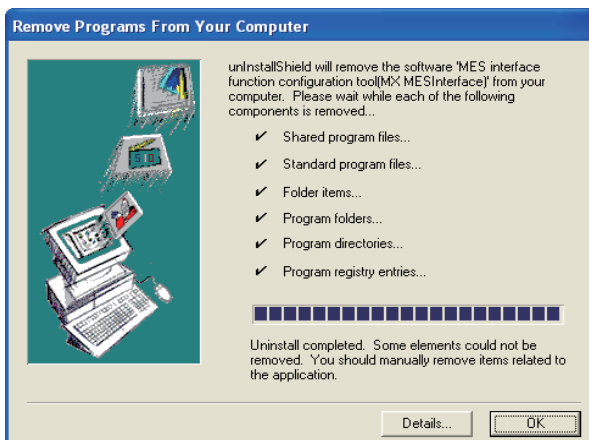 Remove Programs From Your Computer
unInstallShield will remove the software 'MES interface
function configuration tool(MX MESInterface)' from your
computer. Please wait while each of the following
components is removed...
Shared program files...
Standard program files...
Folder items...
Program folders...
Program directories...
Program registry entries...
Uninstall completed. Some elements could not be
removed. You should manually remove items related to
the application.
Details...
OK